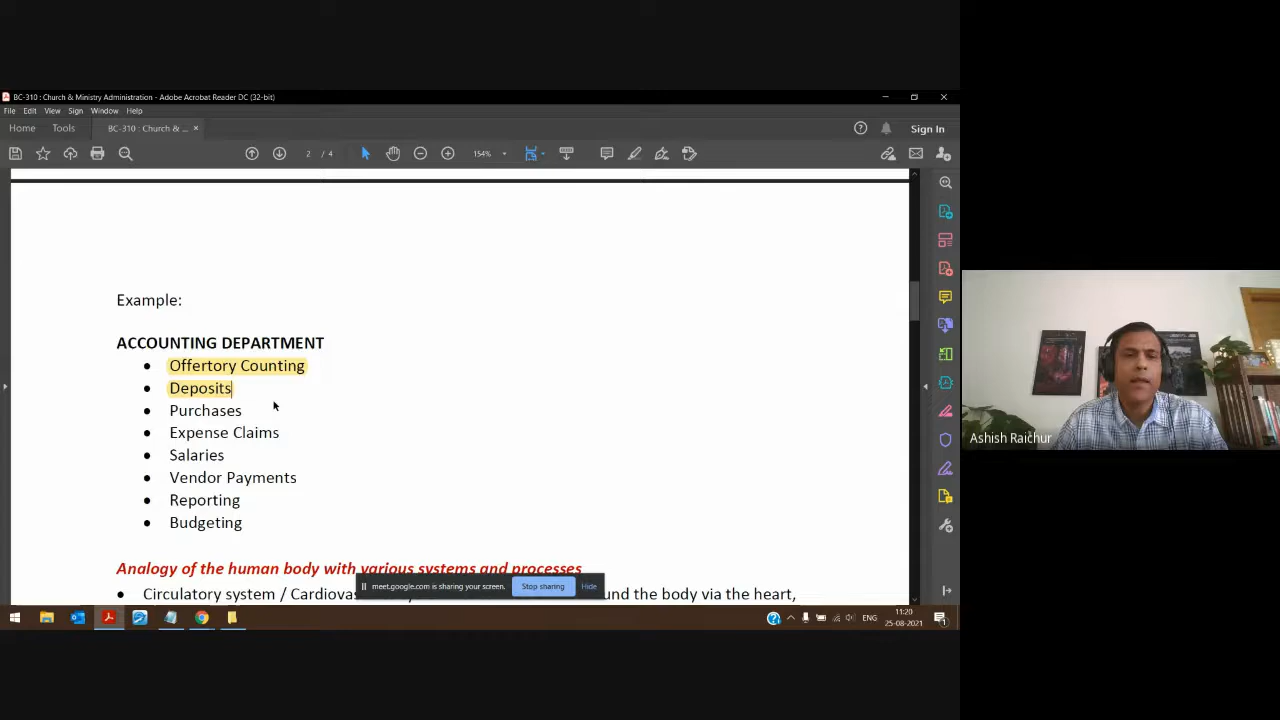 BC-310 : Church & Ministry Administration - Adobe Acrobat Reader DC (32-bit)
File Edit View Sign Window Help
Home Tools BC-310 : Church & ... × Sign In
2 / 4 154%
Example:
ACCOUNTING DEPARTMENT
• Offertory Counting
• Deposits
• Purchases
• Expense Claims
• Salaries
• Vendor Payments
• Reporting
• Budgeting
Analogy of the human body with various systems and processes
• Circulatory system / Cardiovas und the body via the heart,
meet.google.com is sharing your screen. Stop sharing Hide
ENG 11:20
25-08-2021
Ashish Raichur